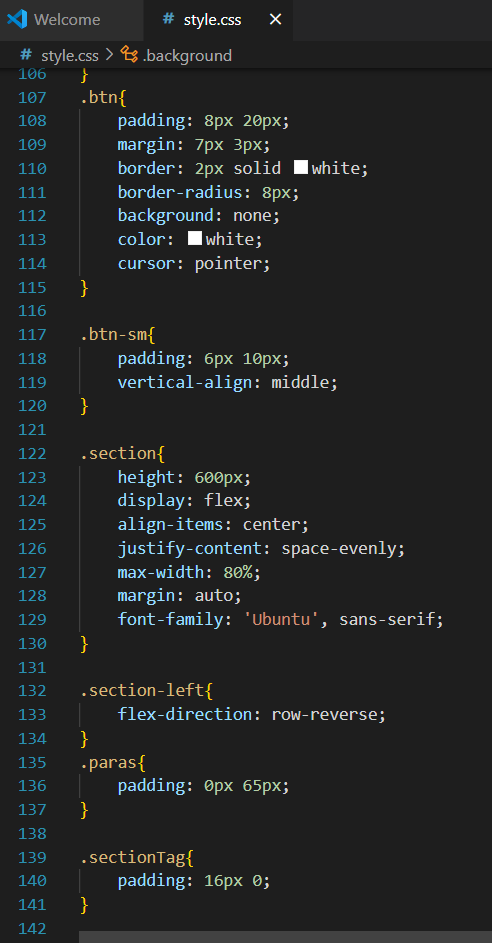 Welcome
# style.css ×
# style.css > .background
106 }
107 .btn{
108     padding: 8px 20px;
109     margin: 7px 3px;
110     border: 2px solid white;
111     border-radius: 8px;
112     background: none;
113     color: white;
114     cursor: pointer;
115 }
116
117 .btn-sm{
118     padding: 6px 10px;
119     vertical-align: middle;
120 }
121
122 .section{
123     height: 600px;
124     display: flex;
125     align-items: center;
126     justify-content: space-evenly;
127     max-width: 80%;
128     margin: auto;
129     font-family: 'Ubuntu', sans-serif;
130 }
131
132 .section-left{
133     flex-direction: row-reverse;
134 }
135 .paras{
136     padding: 0px 65px;
137 }
138
139 .sectionTag{
140     padding: 16px 0;
141 }
142